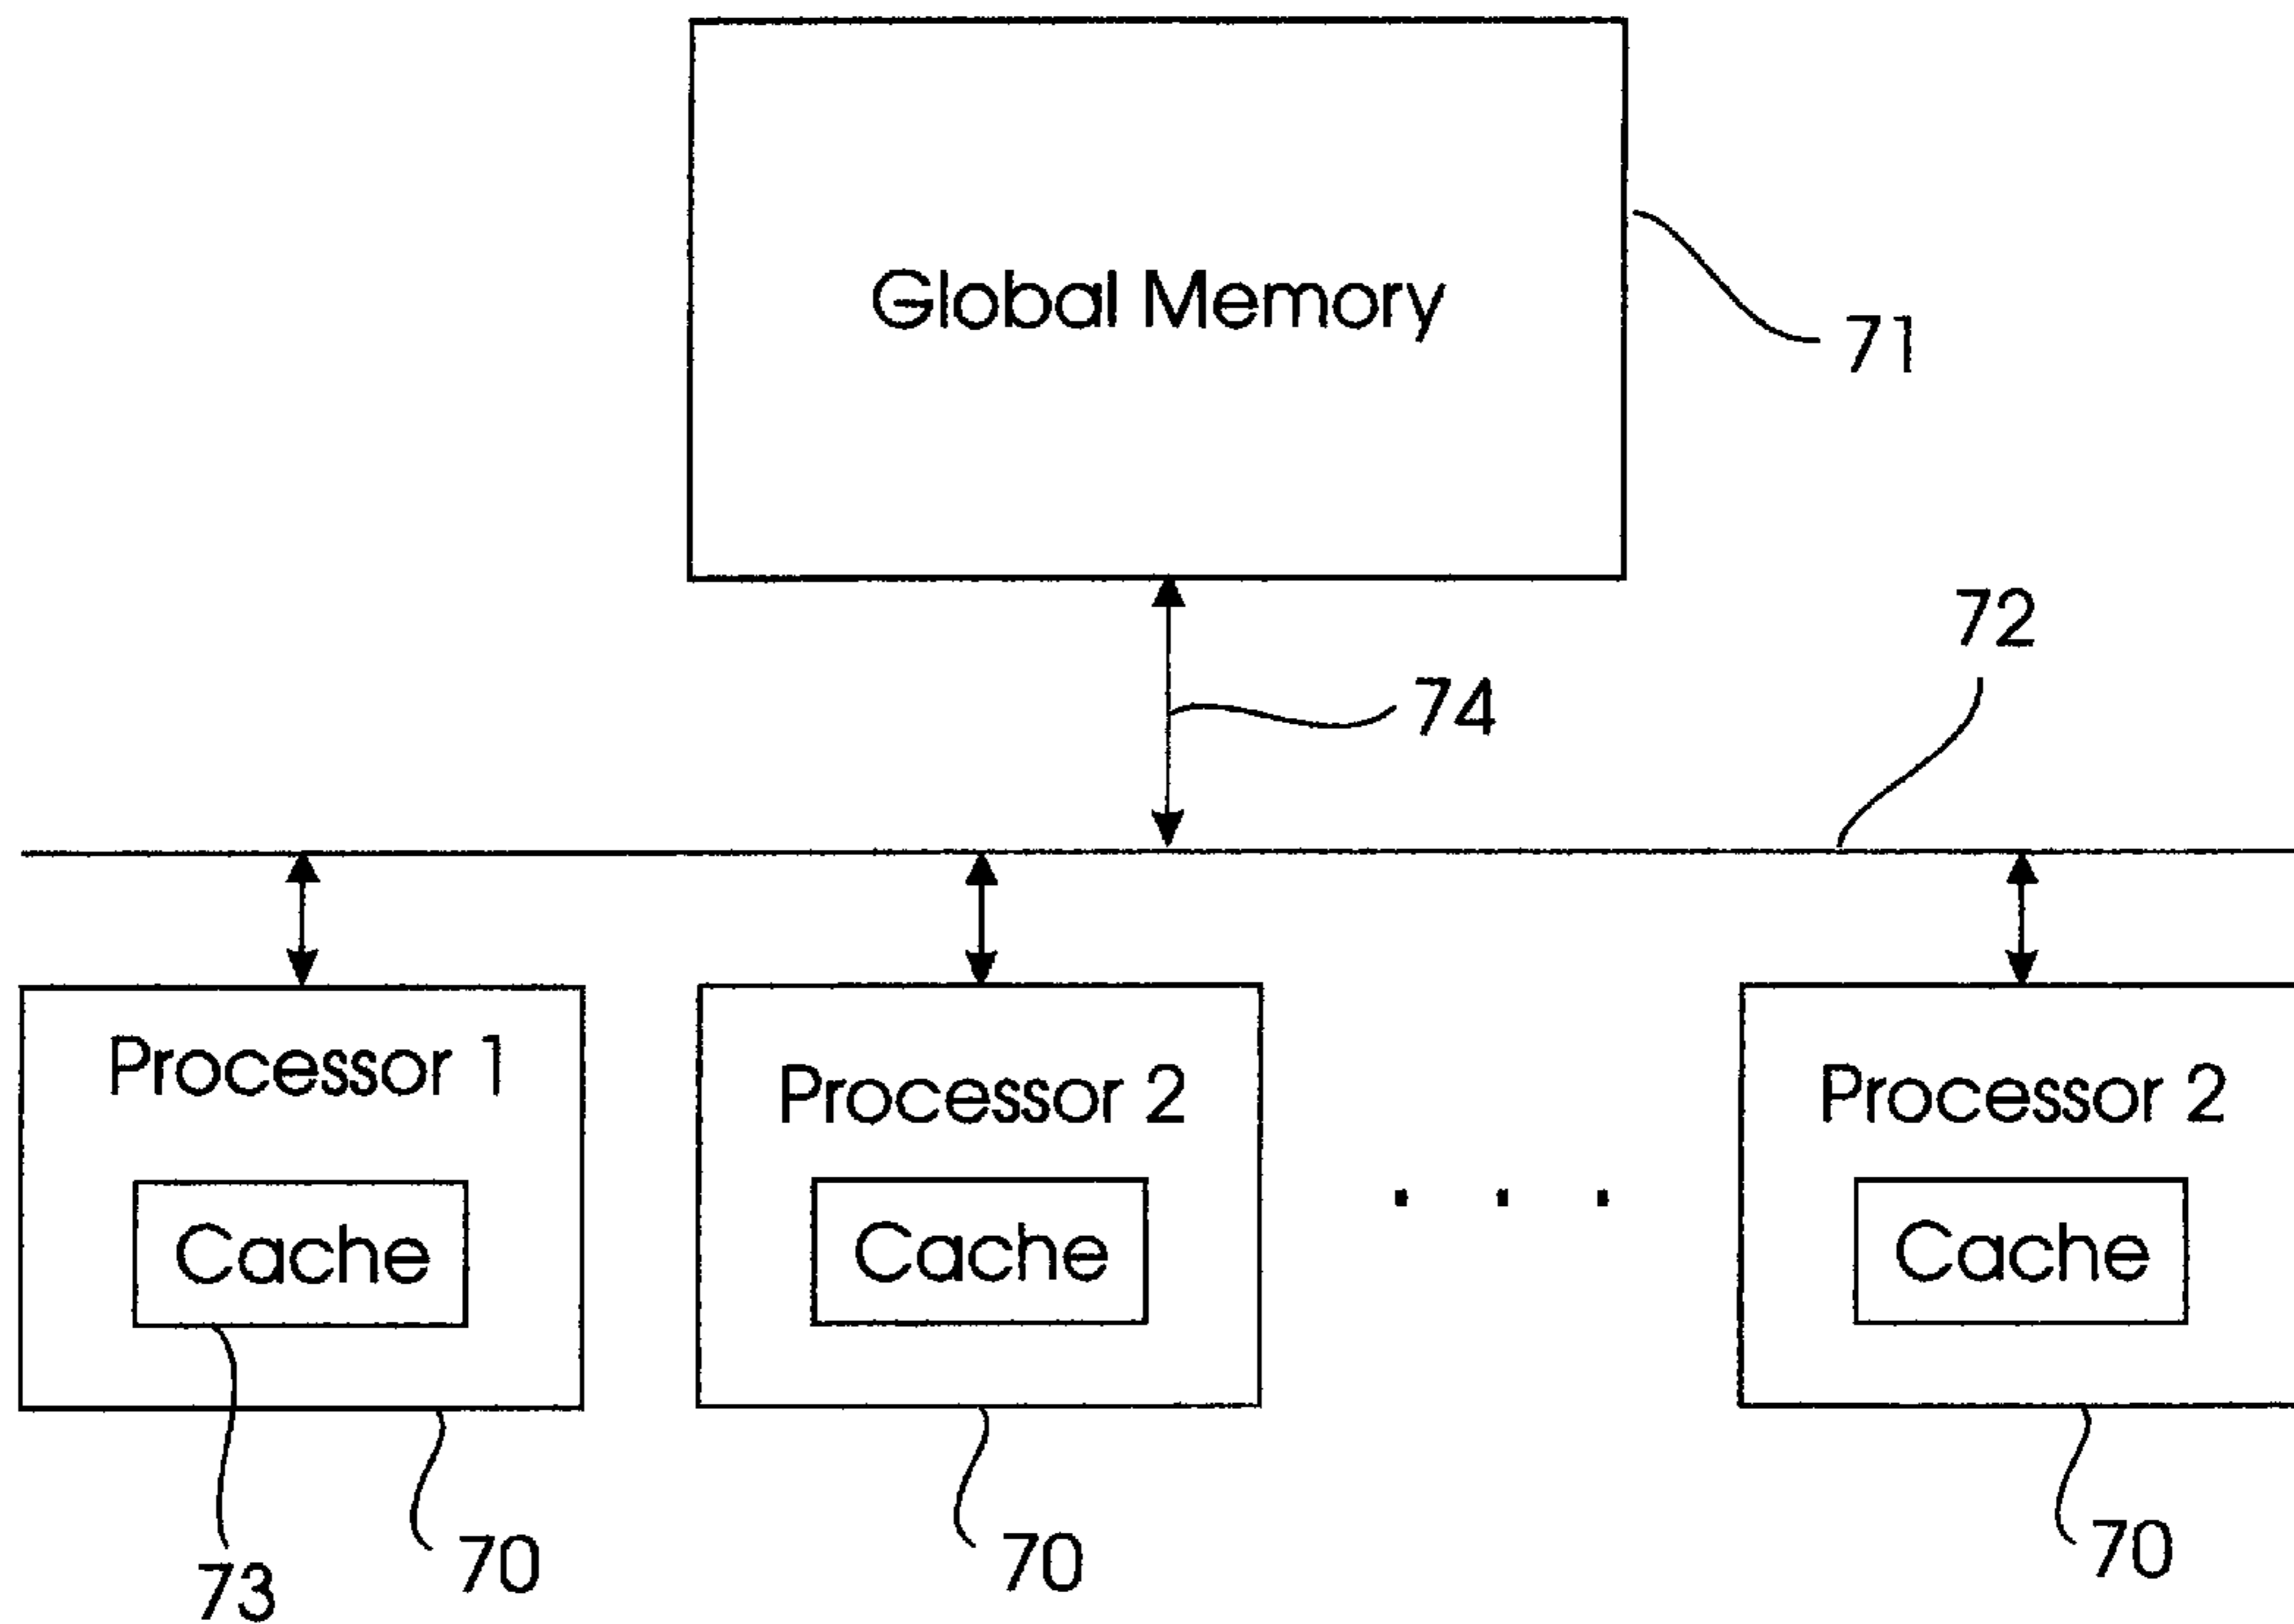 Global Memory
71
72
74
Processor 1
Processor 2
Processor 2
Cache
Cache
Cache
73
70
70
70